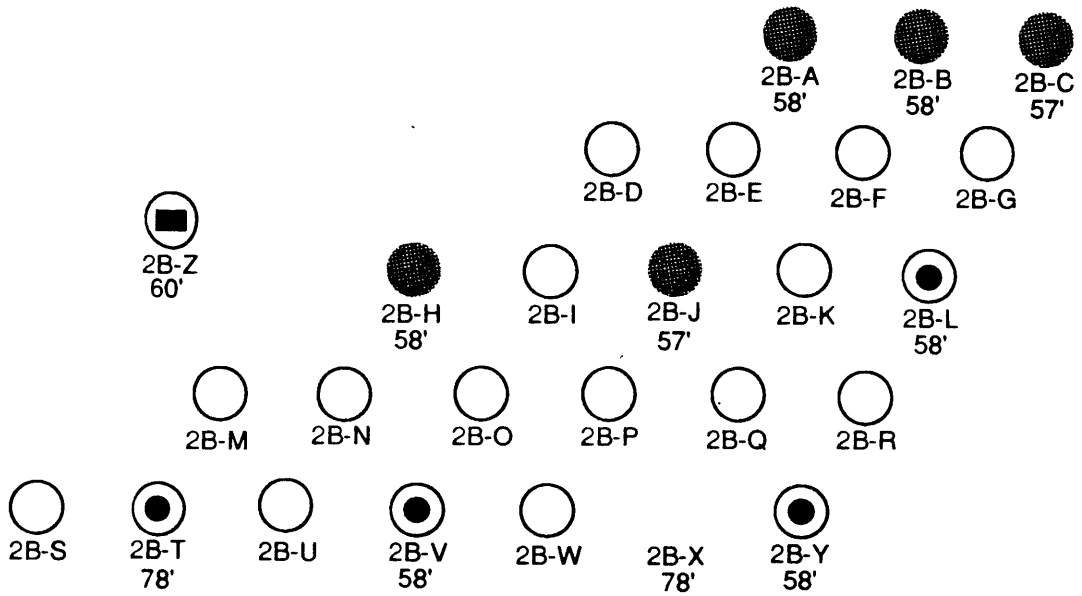 2B-A 2B-B 2B-C
58' 58' 57'
2B-D 2B-E 2B-F 2B-G
2B-Z
60'
2B-H 2B-I 2B-J 2B-K 2B-L
58' 57' 58'
2B-M 2B-N 2B-O 2B-P 2B-Q 2B-R
2B-S 2B-T 2B-U 2B-V 2B-W 2B-X 2B-Y
78' 58' 78' 58'